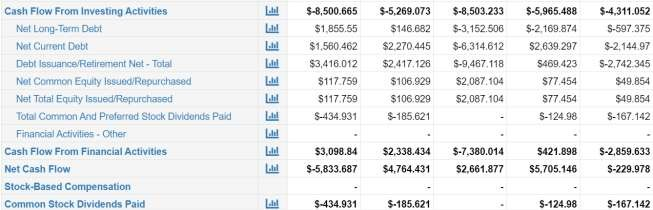 Cash Flow From Investing Activities $-8,500.665 $-5,269.073 $-8,503.233 $-5,965.488 $-4,311.052
Net Long-Term Debt $1,855.55 $146.682 $-3,152.506 $-2,169.874 $-597.375
Net Current Debt $1,560.462 $2,270.445 $-6,314.612 $2,639.297 $-2,144.97
Debt Issuance/Retirement Net - Total $3,416.012 $2,417.126 $-9,467.118 $469.423 $-2,742.345
Net Common Equity Issued/Repurchased $117.759 $106.929 $2,087.104 $77.454 $49.854
Net Total Equity Issued/Repurchased $117.759 $106.929 $2,087.104 $77.454 $49.854
Total Common And Preferred Stock Dividends Paid $-434.931 $-185.621 - $-124.98 $-167.142
Financial Activities - Other - - - - -
Cash Flow From Financial Activities $3,098.84 $2,338.434 $-7,380.014 $421.898 $-2,859.633
Net Cash Flow $-5,833.687 $4,764.431 $2,661.877 $5,705.146 $-229.978
Stock-Based Compensation - - - - -
Common Stock Dividends Paid $-434.931 $-185.621 - $-124.98 $-167.142